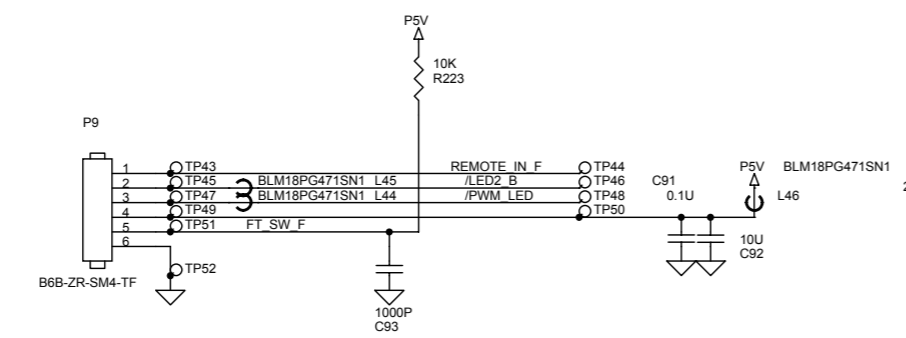 P5V
10K
R223
P9
1 TP43 REMOTE_IN_F TP44
2 TP45 BLM18PG471SN1 L45 /LED2_B TP46
3 TP47 BLM18PG471SN1 L44 /PWM_LED TP48
4 TP49 TP50
5 TP51 FT_SW_F
6
TP52
B6B-ZR-SM4-TF
1000P
C93
C91
0.1U
P5V BLM18PG471SN1
L46
2
10U
C92